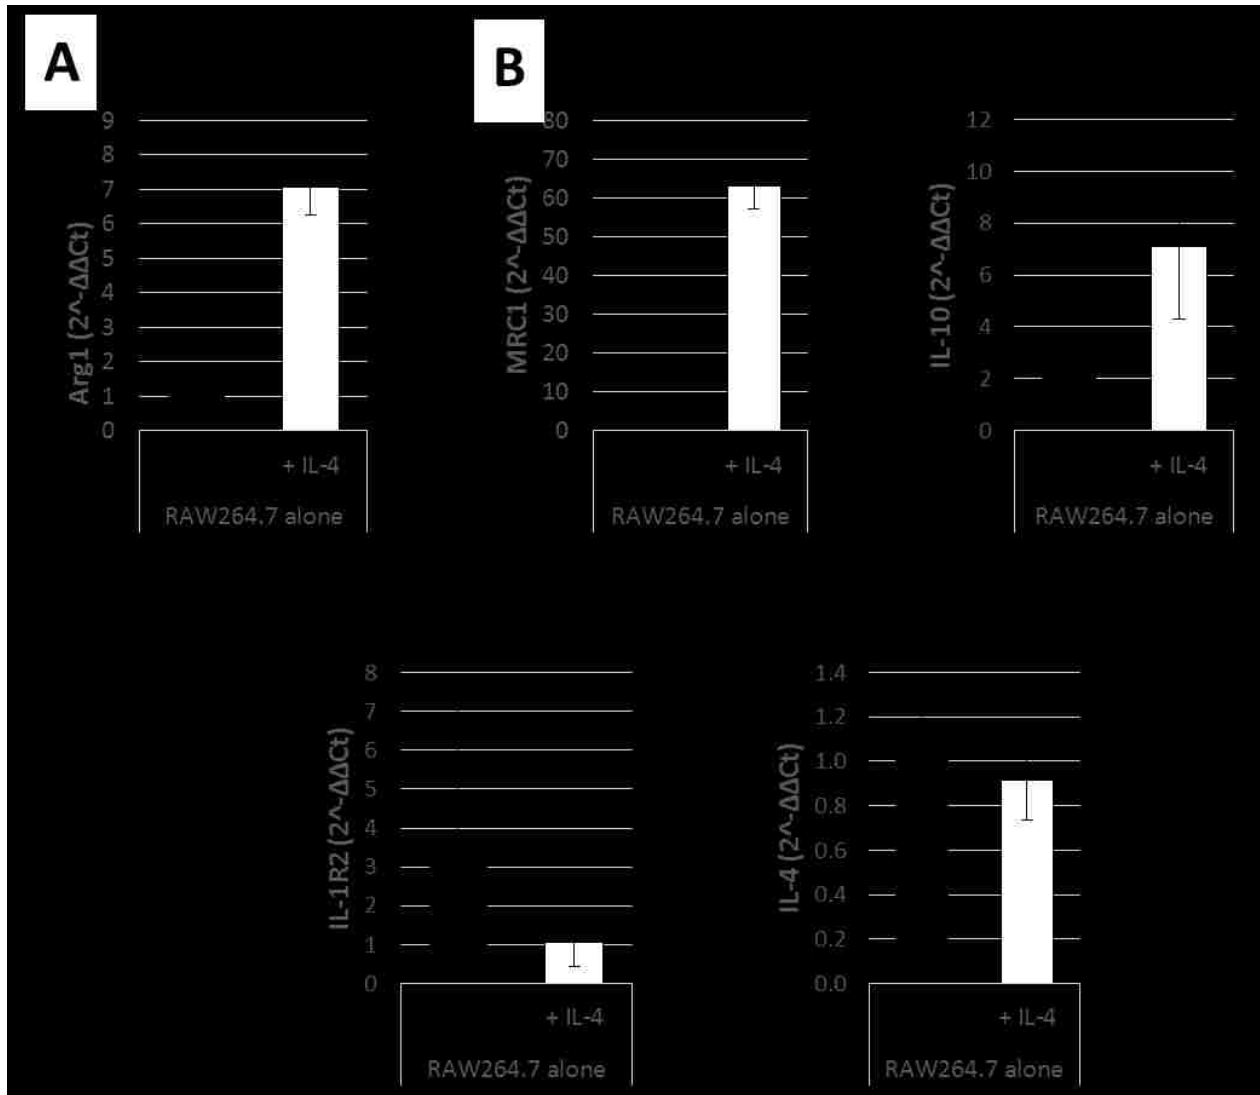 A
B
Arg1 (2^-ΔΔCt)
9
8
7
6
5
4
3
2
1
0
+ IL-4
RAW264.7 alone
MRC1 (2^-ΔΔCt)
80
70
60
50
40
30
20
10
0
+ IL-4
RAW264.7 alone
IL-10 (2^-ΔΔCt)
12
10
8
6
4
2
0
+ IL-4
RAW264.7 alone
IL-1R2 (2^-ΔΔCt)
8
7
6
5
4
3
2
1
0
+ IL-4
RAW264.7 alone
IL-4 (2^-ΔΔCt)
1.4
1.2
1.0
0.8
0.6
0.4
0.2
0.0
+ IL-4
RAW264.7 alone